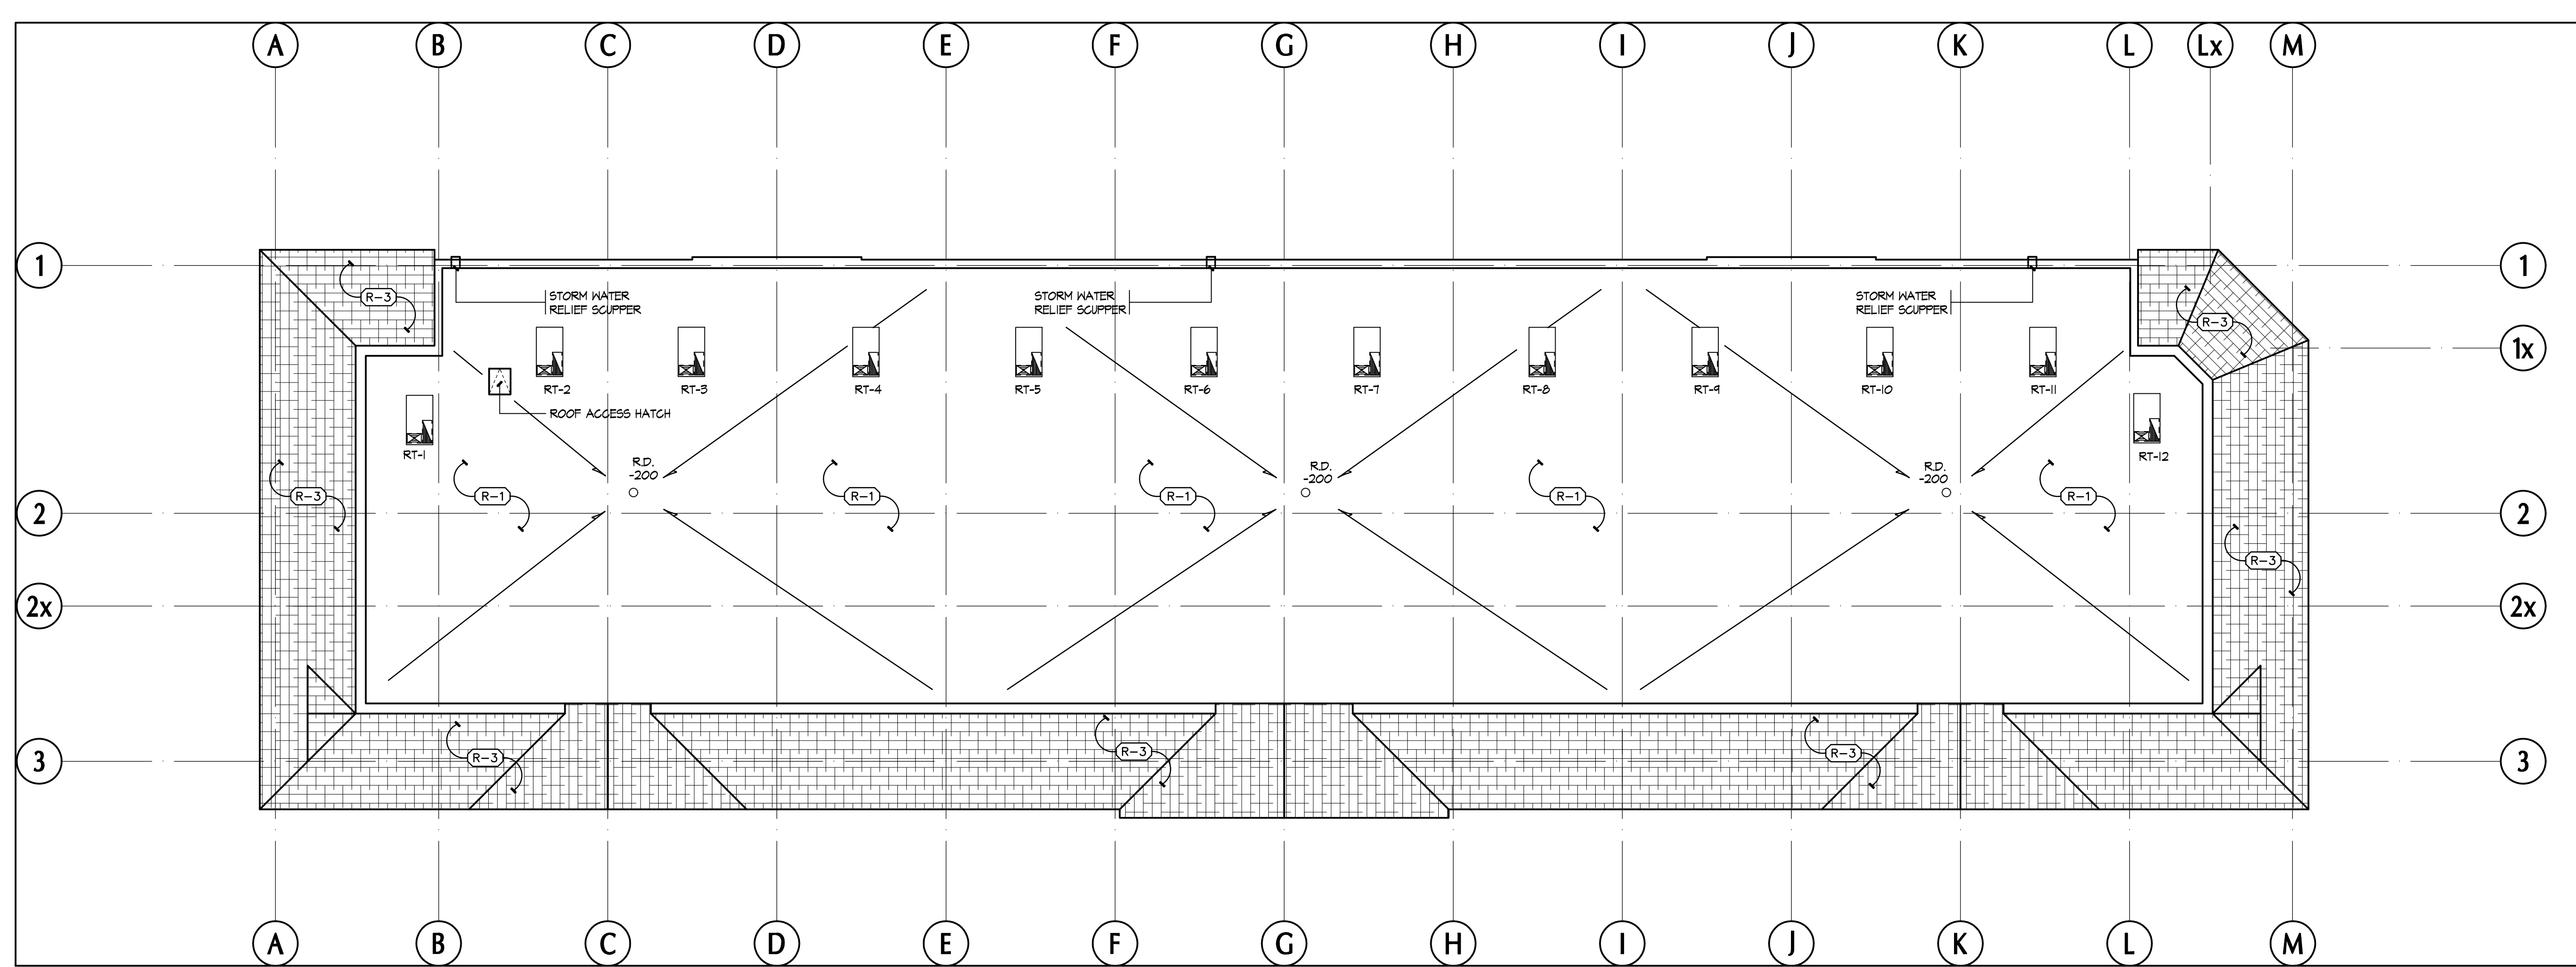 A B C D E F G H I J K L Lx M
1 1
R-3
STORM WATER
RELIEF SCUPPER
STORM WATER
RELIEF SCUPPER
STORM WATER
RELIEF SCUPPER
R-3
1x
RT-2 RT-3 RT-4 RT-5 RT-6 RT-7 RT-8 RT-9 RT-10 RT-11
ROOF ACCESS HATCH
RT-1
RT-12
R.D.
-200
R.D.
-200
R.D.
-200
R-3 R-1 R-1 R-1 R-1 R-1
2 2
R-3
2x 2x
R-3 R-3 R-3
3 3
A B C D E F G H I J K L M